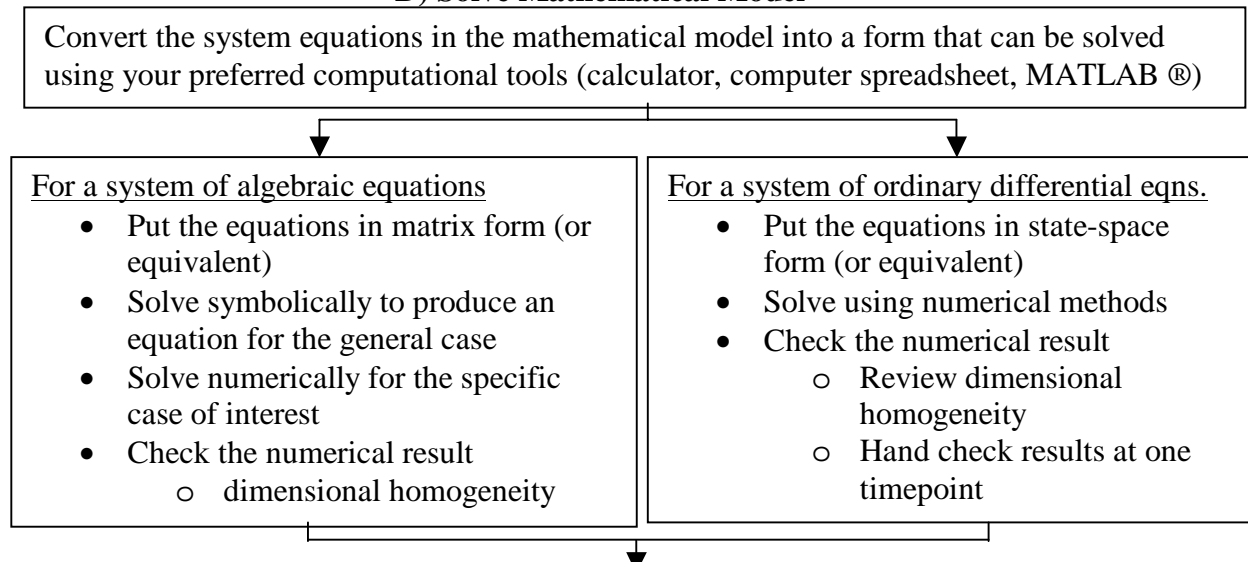 Convert the system equations in the mathematical model into a form that can be solved
using your preferred computational tools (calculator, computer spreadsheet, MATLAB ®)
For a system of algebraic equations
• Put the equations in matrix form (or
equivalent)
• Solve symbolically to produce an
equation for the general case
• Solve numerically for the specific
case of interest
• Check the numerical result
o dimensional homogeneity
For a system of ordinary differential eqns.
• Put the equations in state-space
form (or equivalent)
• Solve using numerical methods
• Check the numerical result
o Review dimensional
homogeneity
o Hand check results at one
timepoint